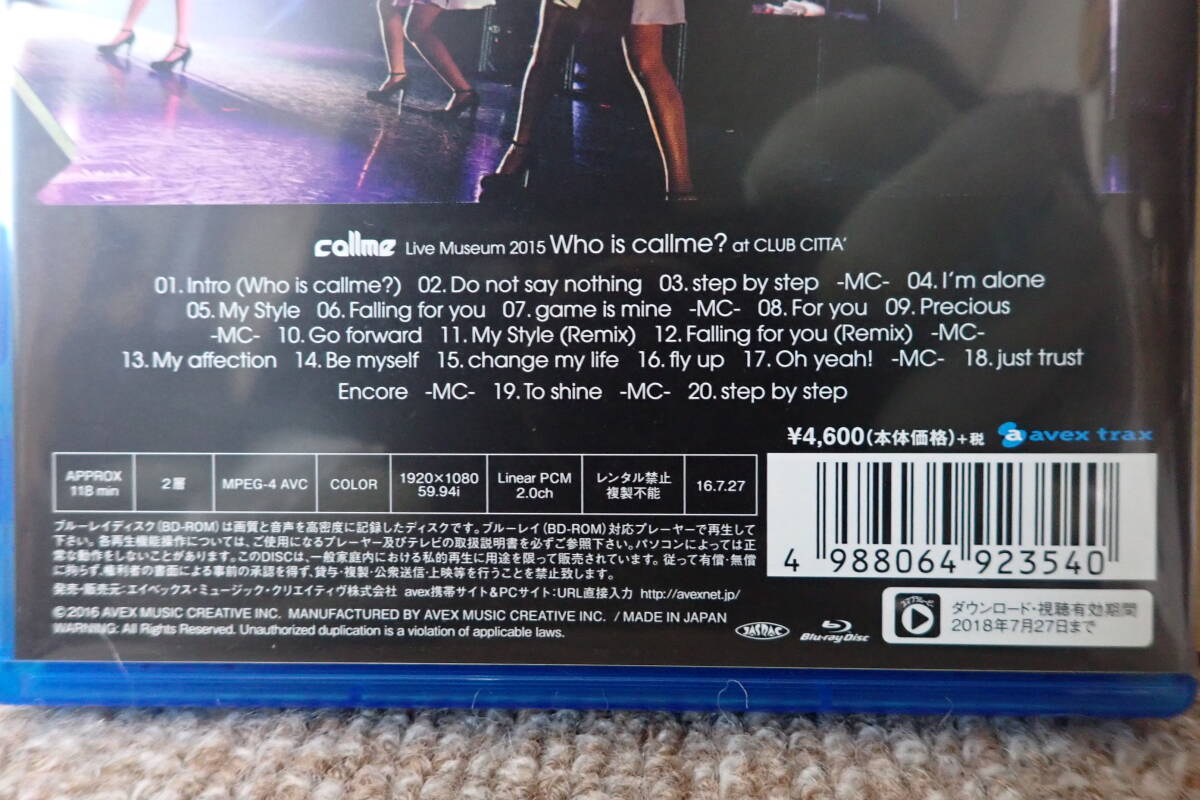 callme Live Museum 2015 Who is callme? at CLUB CITTA'
01.Intro (Who is callme?) 02.Do not say nothing 03.step by step -MC- 04.I'm alone
05.My Style 06.Falling for you 07.game is mine -MC- 08.For you 09.Precious
-MC- 10.Go forward 11.My Style (Remix) 12.Falling for you (Remix) -MC-
13.My affection 14.Be myself 15.change my life 16.fly up 17.Oh yeah! -MC- 18.just trust
Encore -MC- 19.To shine -MC- 20.step by step
¥4,600(本体価格)+税 avex trax
APPROX 118 min 2層 MPEG-4 AVC COLOR 1920×1080 59.94i Linear PCM 2.0ch レンタル禁止 複製不能 16.7.27
ブルーレイディスク(BD-ROM)は画質と音声を高密度に記録したディスクです。ブルーレイ(BD-ROM)対応プレーヤーで再生して
下さい。各再生機能操作については、ご使用になるプレーヤー及びテレビの取扱説明書を必ずご参照下さい。パソコンによっては正
常な動作をしないことがあります。このDISCは、一般家庭内における私的再生に用途を限って販売されています。従って有償・無償
に拘らず、権利者の書面による事前の承認を得ず、貸与・複製・公衆送信・上映等を行うことを禁止致します。
発売・販売元:エイベックス・ミュージック・クリエイティヴ株式会社 avex携帯サイト&PCサイト:URL直接入力 http://avexnet.jp/
© 2016 AVEX MUSIC CREATIVE INC. MANUFACTURED BY AVEX MUSIC CREATIVE INC. / MADE IN JAPAN
WARNING: All Rights Reserved. Unauthorized duplication is a violation of applicable laws.
JASRAC
Blu-ray Disc
4 988064 923540
スマプラムービー
ダウンロード・視聴有効期間
2018年7月27日まで